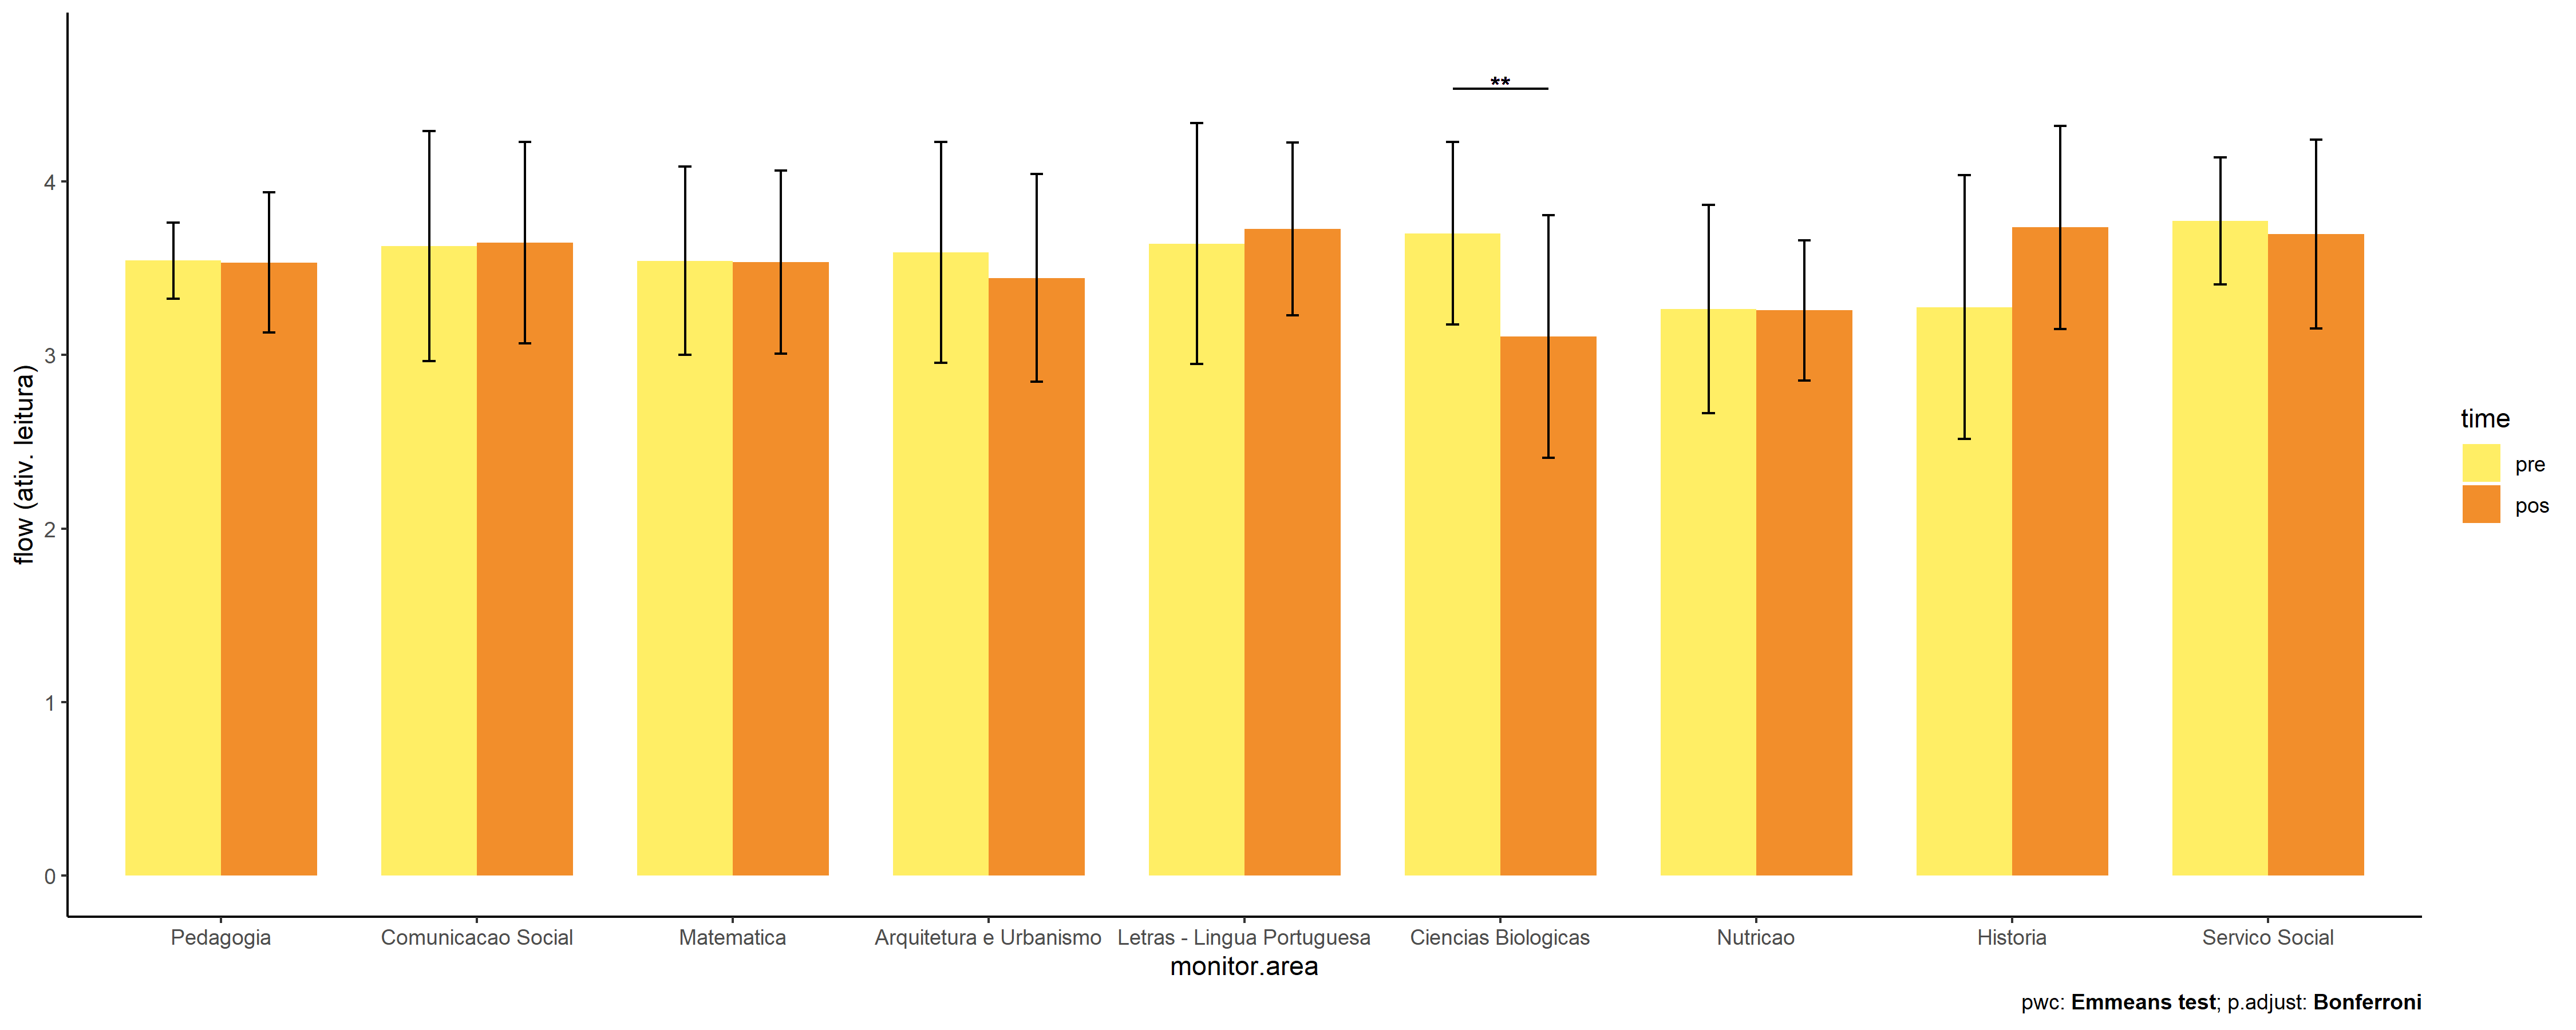 **
flow (ativ. leitura)
4
3
2
1
0
Pedagogia
Comunicacao Social
Matematica
Arquitetura e Urbanismo
Letras - Lingua Portuguesa
Ciencias Biologicas
Nutricao
Historia
Servico Social
monitor.area
time
pre
pos
pwc: Emmeans test; p.adjust: Bonferroni